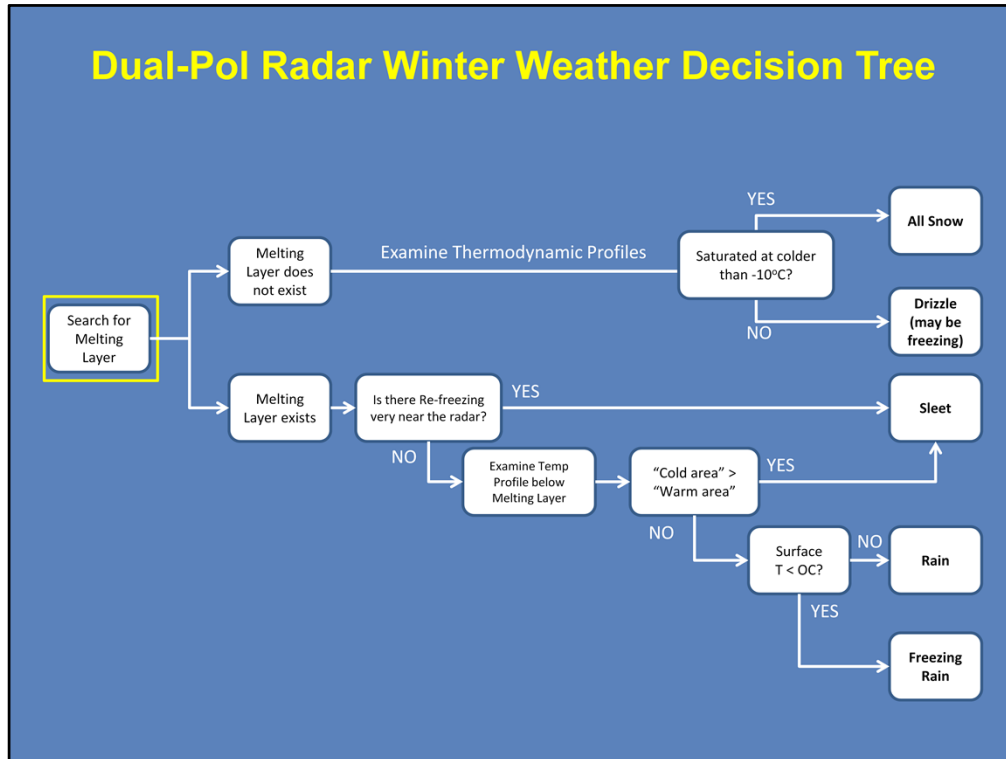 Dual-Pol Radar Winter Weather Decision Tree
YES
All Snow
Melting
Layer does
not exist
Examine Thermodynamic Profiles
Saturated at colder
than -10°C?
Search for
Melting
Layer
NO
Drizzle
(may be
freezing)
Melting
Layer exists
Is there Re-freezing
very near the radar?
YES
Sleet
NO
Examine Temp
Profile below
Melting Layer
“Cold area” >
“Warm area”
YES
NO
Surface
T < OC?
NO
Rain
YES
Freezing
Rain